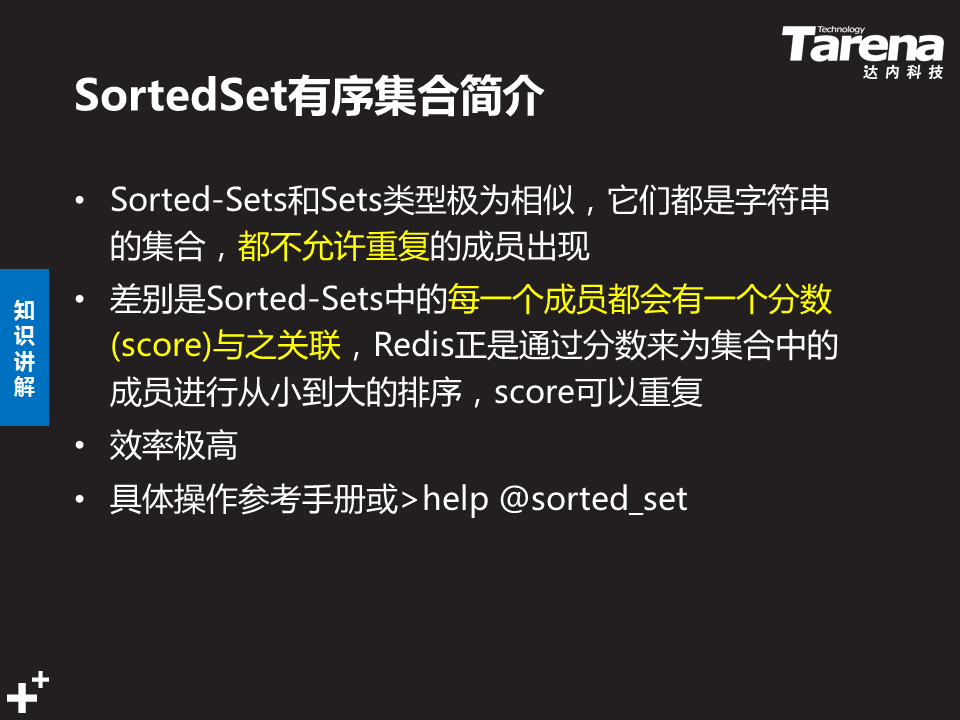 Technology
Tarena
达内科技
SortedSet有序集合简介
• Sorted-Sets和Sets类型极为相似，它们都是字符串
的集合，都不允许重复的成员出现
• 差别是Sorted-Sets中的每一个成员都会有一个分数
(score)与之关联，Redis正是通过分数来为集合中的
成员进行从小到大的排序，score可以重复
• 效率极高
• 具体操作参考手册或>help @sorted_set
知
识
讲
解